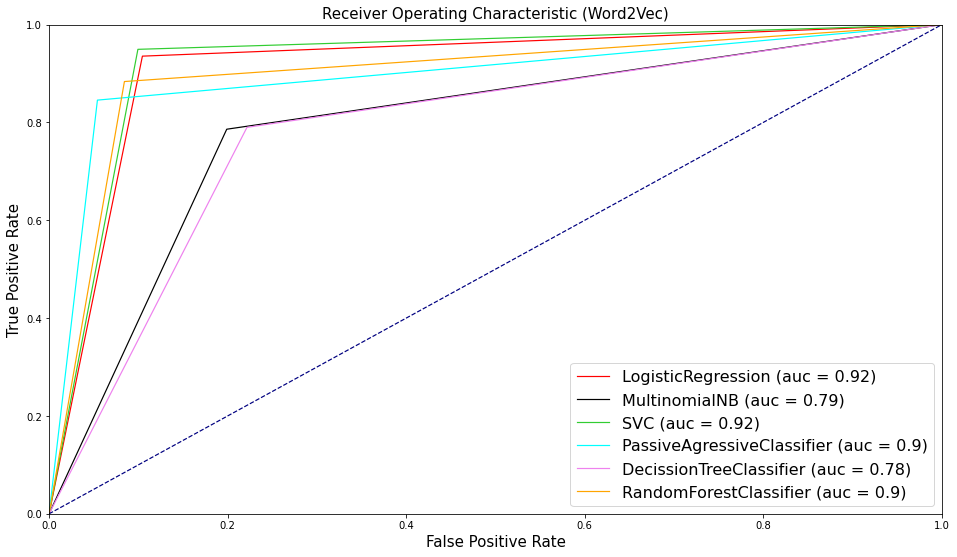 Receiver Operating Characteristic (Word2Vec)
1.0
0.8
0.6
0.4
0.2
0.0
True Positive Rate
LogisticRegression (auc = 0.92)
MultinomialNB (auc = 0.79)
SVC (auc = 0.92)
PassiveAgressiveClassifier (auc = 0.9)
DecissionTreeClassifier (auc = 0.78)
RandomForestClassifier (auc = 0.9)
0.0 0.2 0.4 0.6 0.8 1.0
False Positive Rate